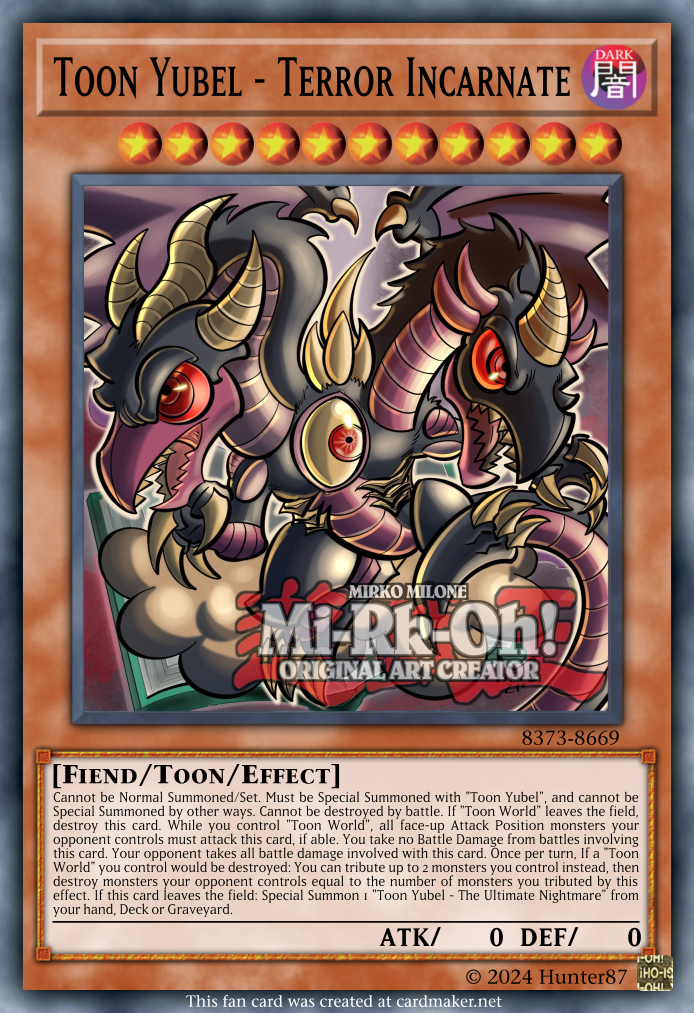 TOON YUBEL - TERROR INCARNATE
DARK
闇
MIRKO MILONE
Mi-Rk-Oh!
ORIGINAL ART CREATOR
8373-8669
[FIEND/TOON/EFFECT]
Cannot be Normal Summoned/Set. Must be Special Summoned with "Toon Yubel", and cannot be
Special Summoned by other ways. Cannot be destroyed by battle. If "Toon World" leaves the field,
destroy this card. While you control "Toon World", all face-up Attack Position monsters your
opponent controls must attack this card, if able. You take no Battle Damage from battles involving
this card. Your opponent takes all battle damage involved with this card. Once per turn, If a "Toon
World" you control would be destroyed: You can tribute up to 2 monsters you control instead, then
destroy monsters your opponent controls equal to the number of monsters you tributed by this
effect. If this card leaves the field: Special Summon 1 "Toon Yubel - The Ultimate Nightmare" from
your hand, Deck or Graveyard.
ATK/ 0 DEF/ 0
© 2024 Hunter87
This fan card was created at cardmaker.net